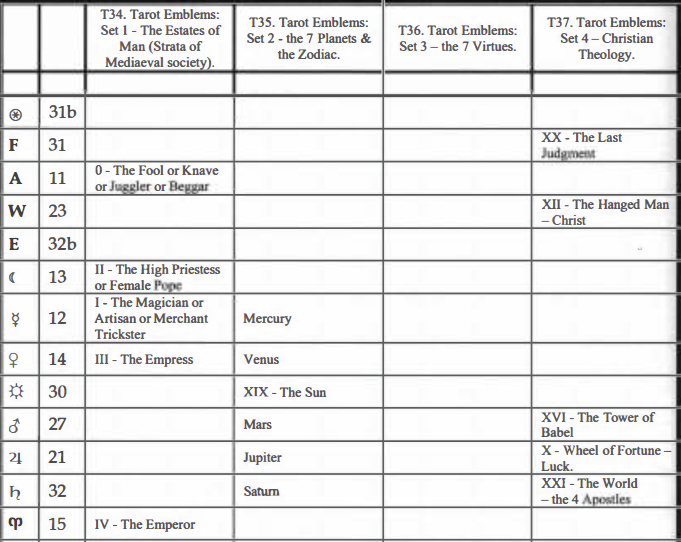 T34. Tarot Emblems:
Set 1 - The Estates of
Man (Strata of
Mediaeval society).
T35. Tarot Emblems:
Set 2 - the 7 Planets &
the Zodiac.
T36. Tarot Emblems:
Set 3 – the 7 Virtues.
T37. Tarot Emblems:
Set 4 – Christian
Theology.
31b
F 31
XX - The Last
Judgment
A 11
0 - The Fool or Knave
or Juggler or Beggar
W 23
XII - The Hanged Man
– Christ
E 32b
☾ 13
II - The High Priestess
or Female Pope
☿ 12
I - The Magician or
Artisan or Merchant
Trickster
Mercury
♀ 14
III - The Empress
Venus
☼ 30
XIX - The Sun
♂ 27
Mars
XVI - The Tower of
Babel
♃ 21
Jupiter
X - Wheel of Fortune –
Luck.
♄ 32
Saturn
XXI - The World
– the 4 Apostles
♈ 15
IV - The Emperor